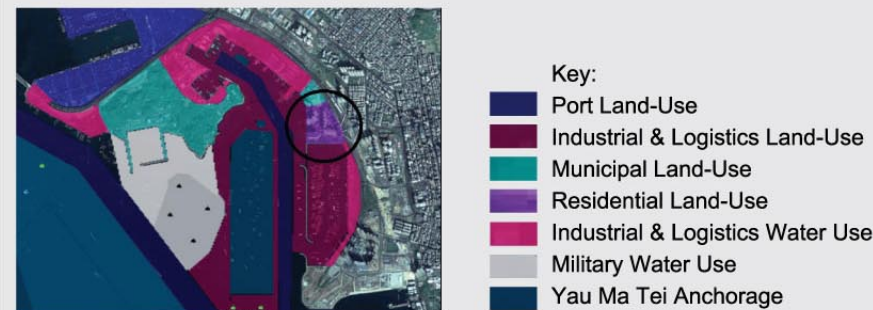 Key:
Port Land-Use
Industrial & Logistics Land-Use
Municipal Land-Use
Residential Land-Use
Industrial & Logistics Water Use
Military Water Use
Yau Ma Tei Anchorage